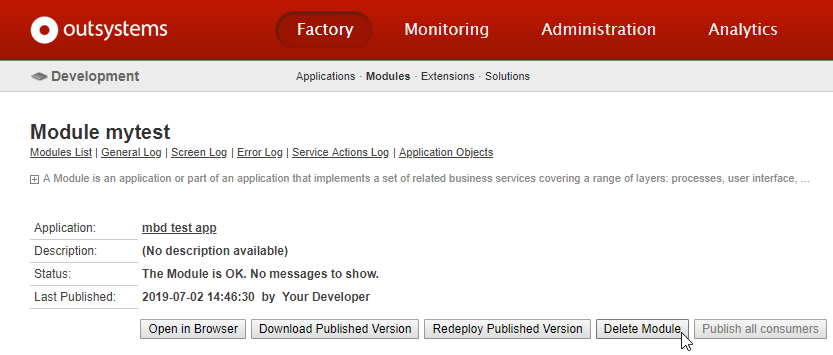 outsystems Factory Monitoring Administration Analytics
Development Applications · Modules · Extensions · Solutions
Module mytest
Modules List | General Log | Screen Log | Error Log | Service Actions Log | Application Objects
A Module is an application or part of an application that implements a set of related business services covering a range of layers: processes, user interface, ...
Application: mbd test app
Description: (No description available)
Status: The Module is OK. No messages to show.
Last Published: 2019-07-02 14:46:30 by Your Developer
Open in Browser Download Published Version Redeploy Published Version Delete Module Publish all consumers